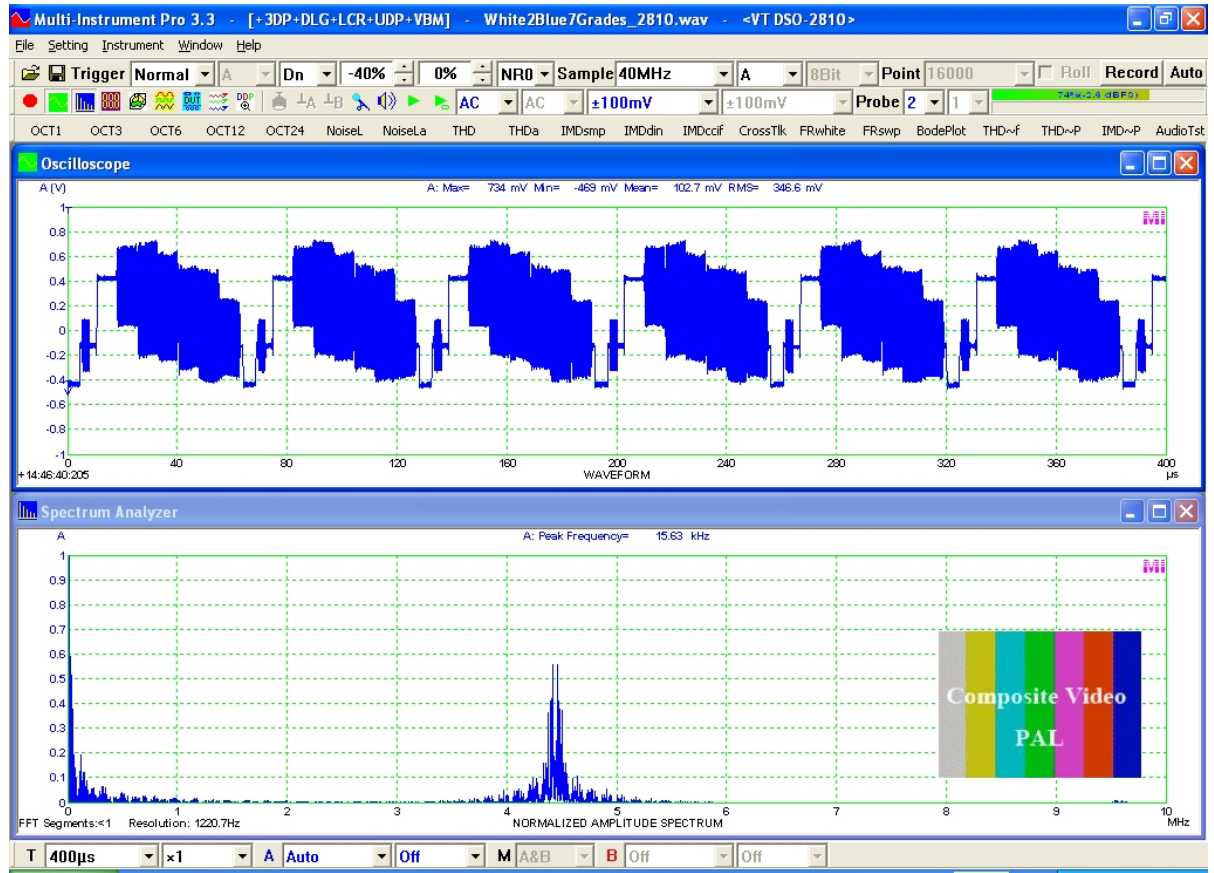 Multi-Instrument Pro 3.3 - [+3DP+DLG+LCR+UDP+VBM] - White2Blue7Grades_2810.wav - <VT DSO-2810>
File Setting Instrument Window Help
Trigger Normal A Dn -40% 0% NR0 Sample 40MHz A 8Bit Point 16000 Roll Record Auto
DUT DDP A B AC AC ±100mV ±100mV Probe 2 1 74%(-2.6 dBFS)
OCT1 OCT3 OCT6 OCT12 OCT24 NoiseL NoiseLa THD THDa IMDsmp IMDdin IMDccif CrossTlk FRwhite FRswp BodePlot THD~f THD~P IMD~P AudioTst
Oscilloscope
A (V) A: Max= 734 mV Min= -469 mV Mean= 102.7 mV RMS= 346.6 mV
1 MI
0.8
0.6
0.4
0.2
0
-0.2
-0.4
-0.6
-0.8
-1
0 40 80 120 160 200 240 280 320 360 400
+14:46:40:205 WAVEFORM µs
Spectrum Analyzer
A A: Peak Frequency= 15.63 kHz
1 MI
0.9
0.8
0.7
0.6
0.5
0.4
0.3
0.2
0.1
0
Composite Video
PAL
0 1 2 3 4 5 6 7 8 9 10
FFT Segments:<1 Resolution: 1220.7Hz NORMALIZED AMPLITUDE SPECTRUM MHz
T 400µs ×1 A Auto Off M A&B B Off Off